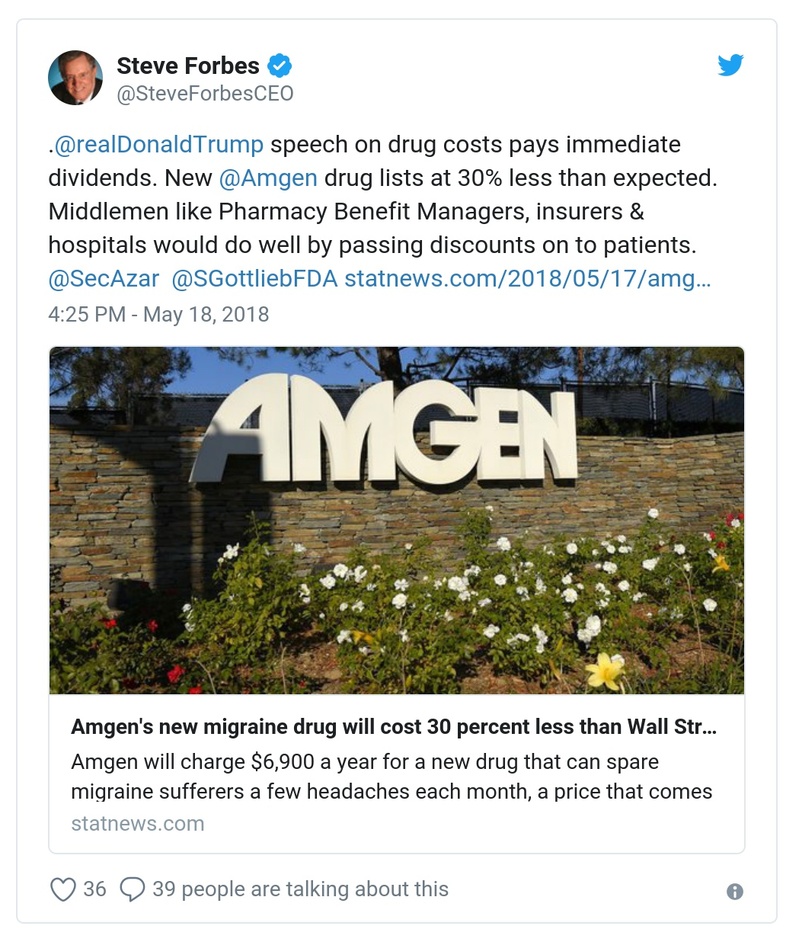 Steve Forbes
@SteveForbesCEO
.@realDonaldTrump speech on drug costs pays immediate
dividends. New @Amgen drug lists at 30% less than expected.
Middlemen like Pharmacy Benefit Managers, insurers &
hospitals would do well by passing discounts on to patients.
@SecAzar @SGottliebFDA statnews.com/2018/05/17/amg…
4:25 PM - May 18, 2018
AMGEN
Amgen's new migraine drug will cost 30 percent less than Wall Str…
Amgen will charge $6,900 a year for a new drug that can spare
migraine sufferers a few headaches each month, a price that comes
statnews.com
36 39 people are talking about this